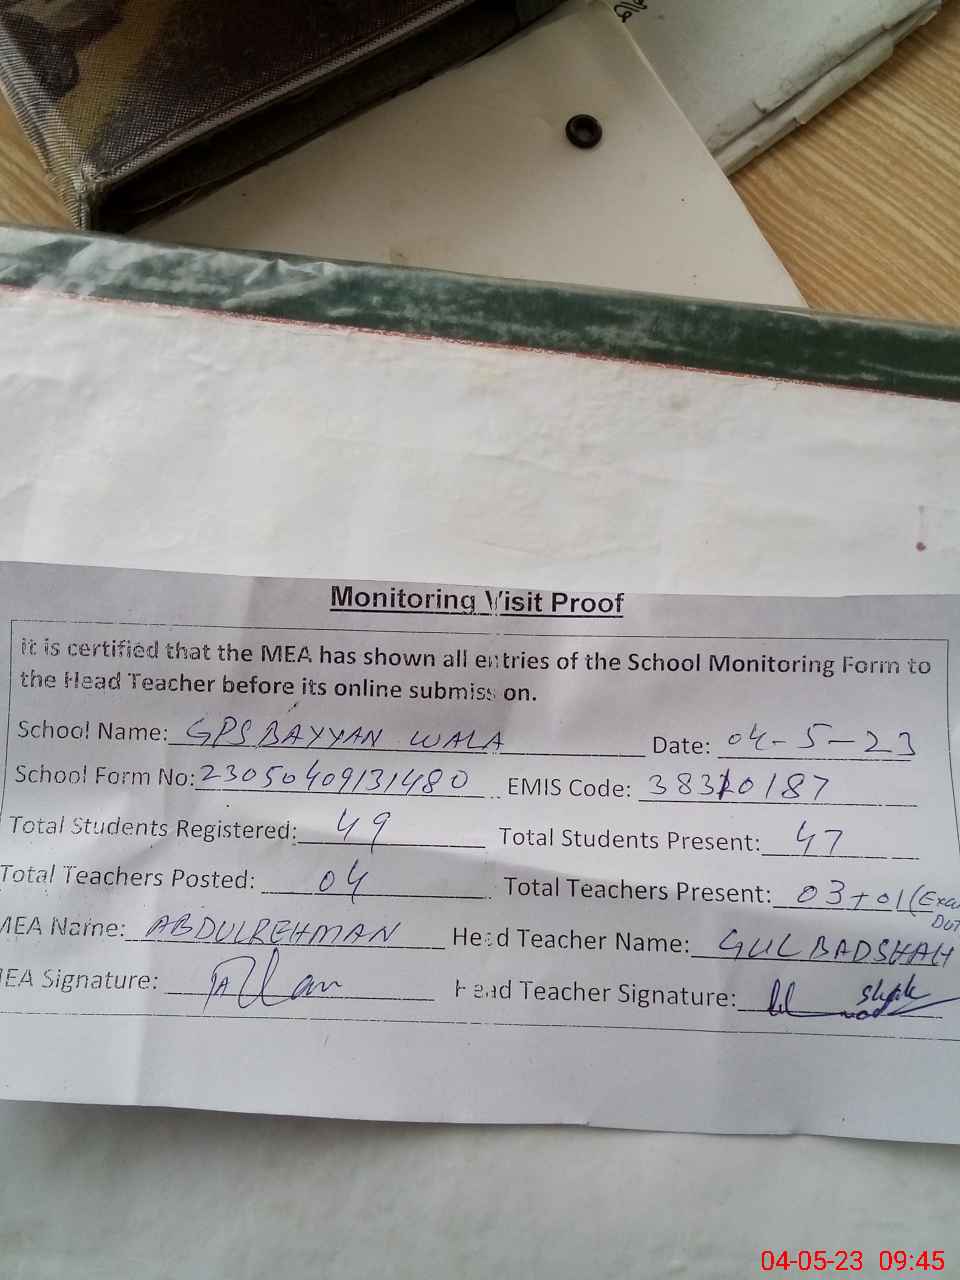 Monitoring Visit Proof
it is certified that the MEA has shown all entries of the School Monitoring Form to
the Head Teacher before its online submission.
School Name: GPS BAYYAN WALA Date: 04-5-23
School Form No: 23050409131480 EMIS Code: 38310187
Total Students Registered: 49 Total Students Present: 47
Total Teachers Posted: 04 Total Teachers Present: 03+01(Exa
MEA Name: ABDULREHMAN Head Teacher Name: GULBADSHAH
MEA Signature: Head Teacher Signature:
04-05-23 09:45